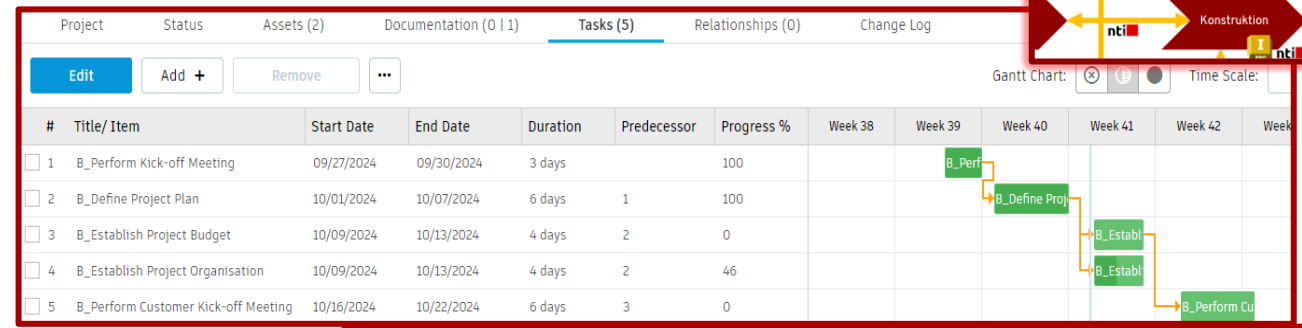 Project Status Assets (2) Documentation (0 | 1) Tasks (5) Relationships (0) Change Log
nti Konstruktion
nti
Edit Add + Remove ••• Gantt Chart: Time Scale:
# Title/ Item Start Date End Date Duration Predecessor Progress % Week 38 Week 39 Week 40 Week 41 Week 42 Week
1 B_Perform Kick-off Meeting 09/27/2024 09/30/2024 3 days 100 B_Perf
2 B_Define Project Plan 10/01/2024 10/07/2024 6 days 1 100 B_Define Proj
3 B_Establish Project Budget 10/09/2024 10/13/2024 4 days 2 0 B_Establ
4 B_Establish Project Organisation 10/09/2024 10/13/2024 4 days 2 46 B_Establ
5 B_Perform Customer Kick-off Meeting 10/16/2024 10/22/2024 6 days 3 0 B_Perform Cu